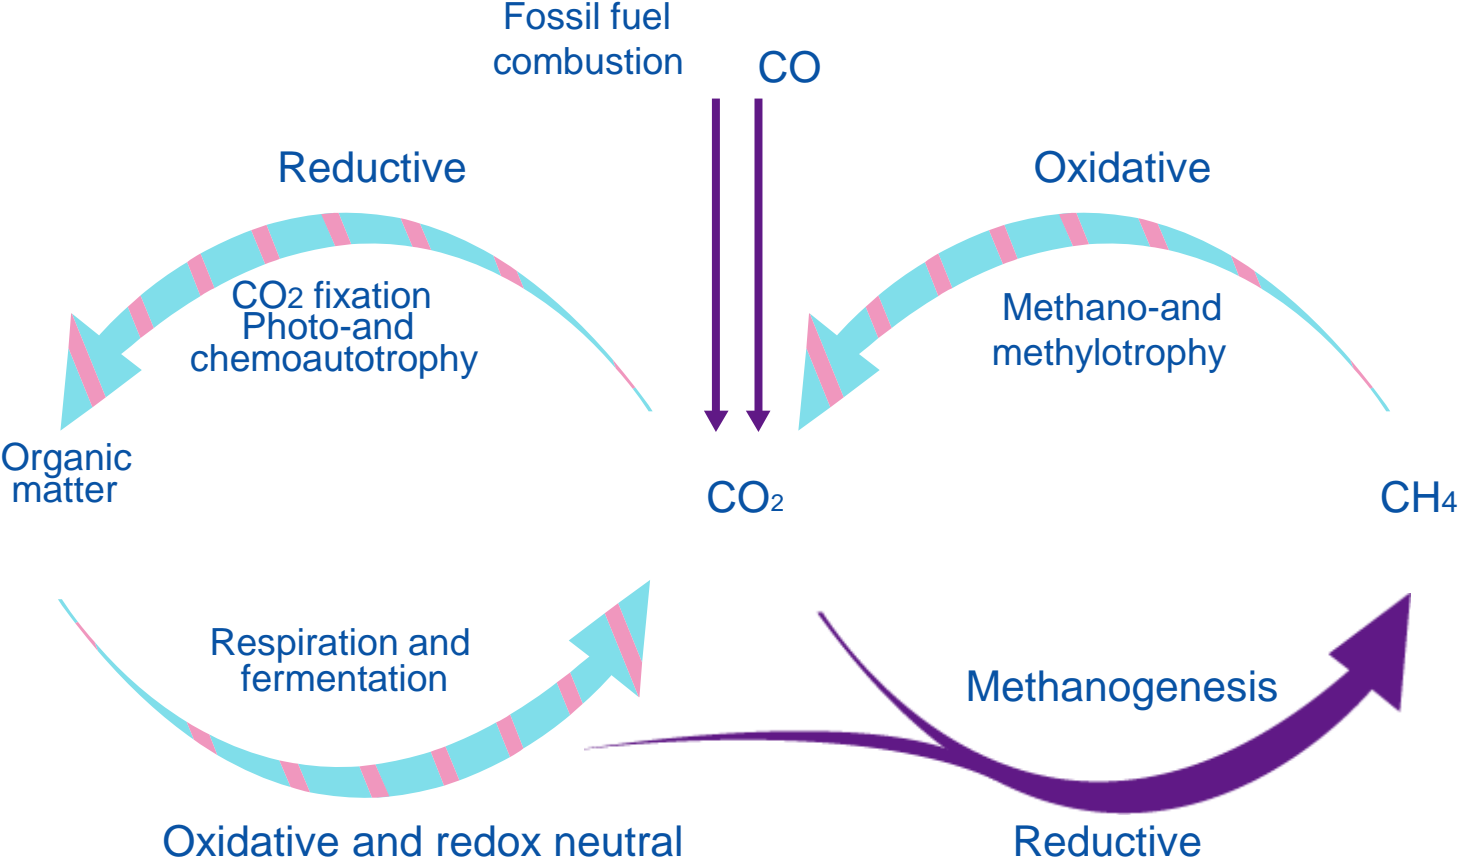 Fossil fuel
combustion
CO
Reductive
Oxidative
CO2 fixation
Photo-and
chemoautotrophy
Methano-and
methylotrophy
Organic
matter
CO2
CH4
Respiration and
fermentation
Methanogenesis
Oxidative and redox neutral
Reductive